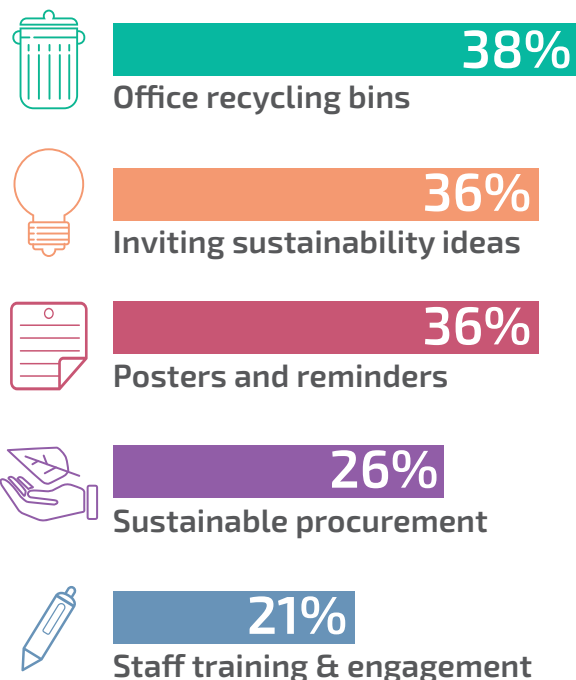 38%
Office recycling bins
36%
Inviting sustainability ideas
36%
Posters and reminders
26%
Sustainable procurement
21%
Staff training & engagement